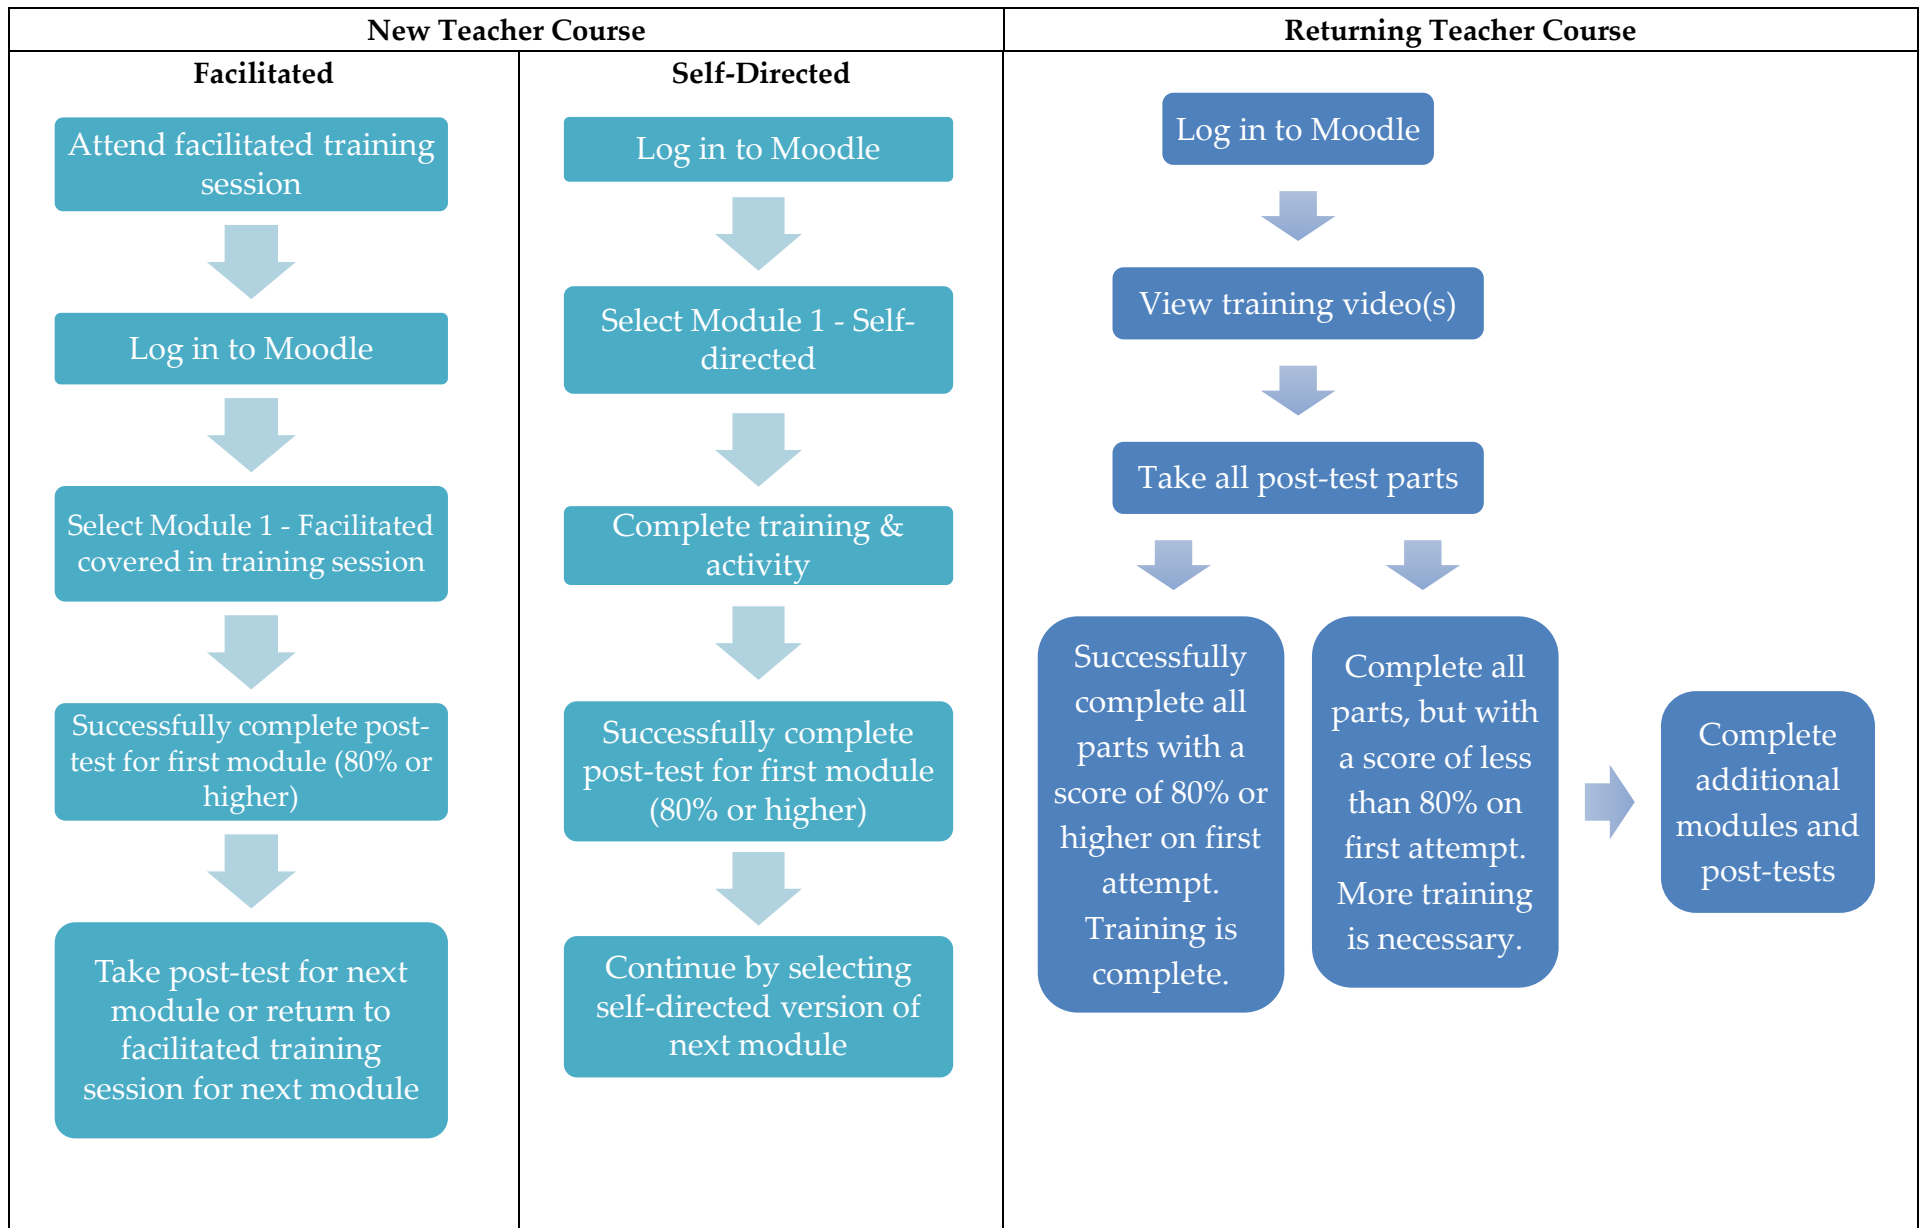 New Teacher Course
Returning Teacher Course
Facilitated
Attend facilitated training
session
Log in to Moodle
Select Module 1 - Facilitated
covered in training session
Successfully complete post-
test for first module (80% or
higher)
Take post-test for next
module or return to
facilitated training
session for next module
Self-Directed
Log in to Moodle
Select Module 1 - Self-
directed
Complete training &
activity
Successfully complete
post-test for first module
(80% or higher)
Continue by selecting
self-directed version of
next module
Log in to Moodle
View training video(s)
Take all post-test parts
Successfully
complete all
parts with a
score of 80% or
higher on first
attempt.
Training is
complete.
Complete all
parts, but with
a score of less
than 80% on
first attempt.
More training
is necessary.
Complete
additional
modules and
post-tests